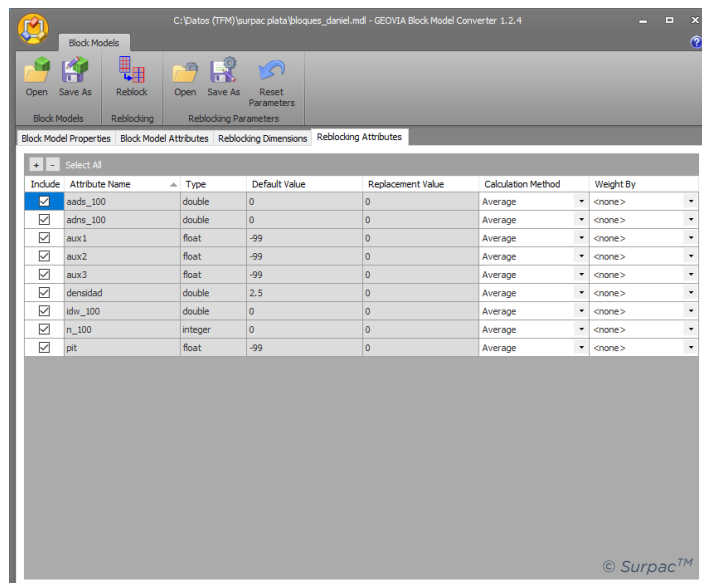 C:\Datos (TFM)\surpac plata\bloques_daniel.mdl - GEOVIA Block Model Converter 1.2.4
Block Models
Open Save As Reblock Open Save As Reset Parameters
Block Models Reblocking Reblocking Parameters
Block Model Properties Block Model Attributes Reblocking Dimensions Reblocking Attributes
+ - Select All
Include Attribute Name Type Default Value Replacement Value Calculation Method Weight By
aads_100 double 0 0 Average <none>
adns_100 double 0 0 Average <none>
aux1 float -99 0 Average <none>
aux2 float -99 0 Average <none>
aux3 float -99 0 Average <none>
densidad double 2.5 0 Average <none>
idw_100 double 0 0 Average <none>
n_100 integer 0 0 Average <none>
pit float -99 0 Average <none>
© Surpac™